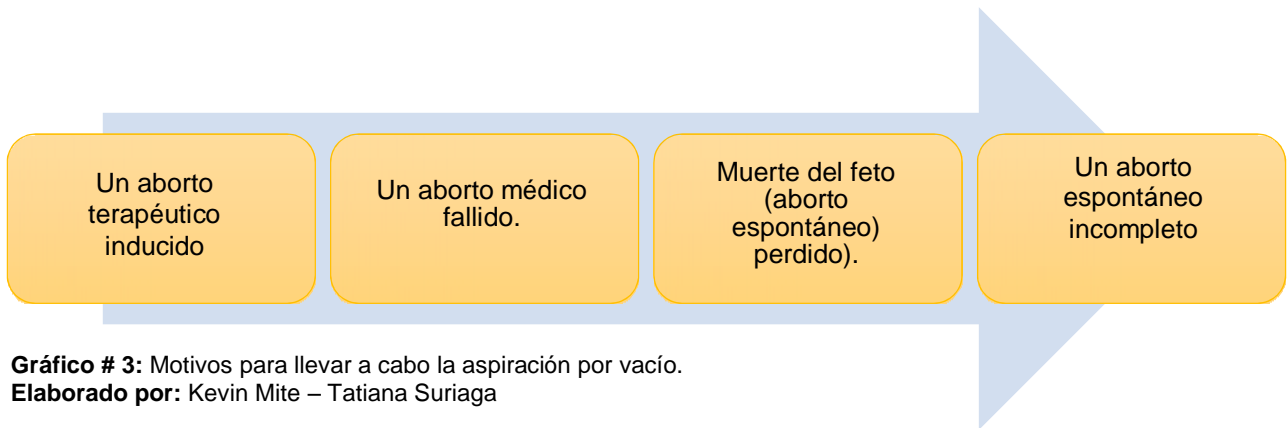 Un aborto
terapéutico
inducido
Un aborto médico
fallido.
Muerte del feto
(aborto
espontáneo)
perdido).
Un aborto
espontáneo
incompleto
Gráfico # 3: Motivos para llevar a cabo la aspiración por vacío.
Elaborado por: Kevin Mite – Tatiana Suriaga